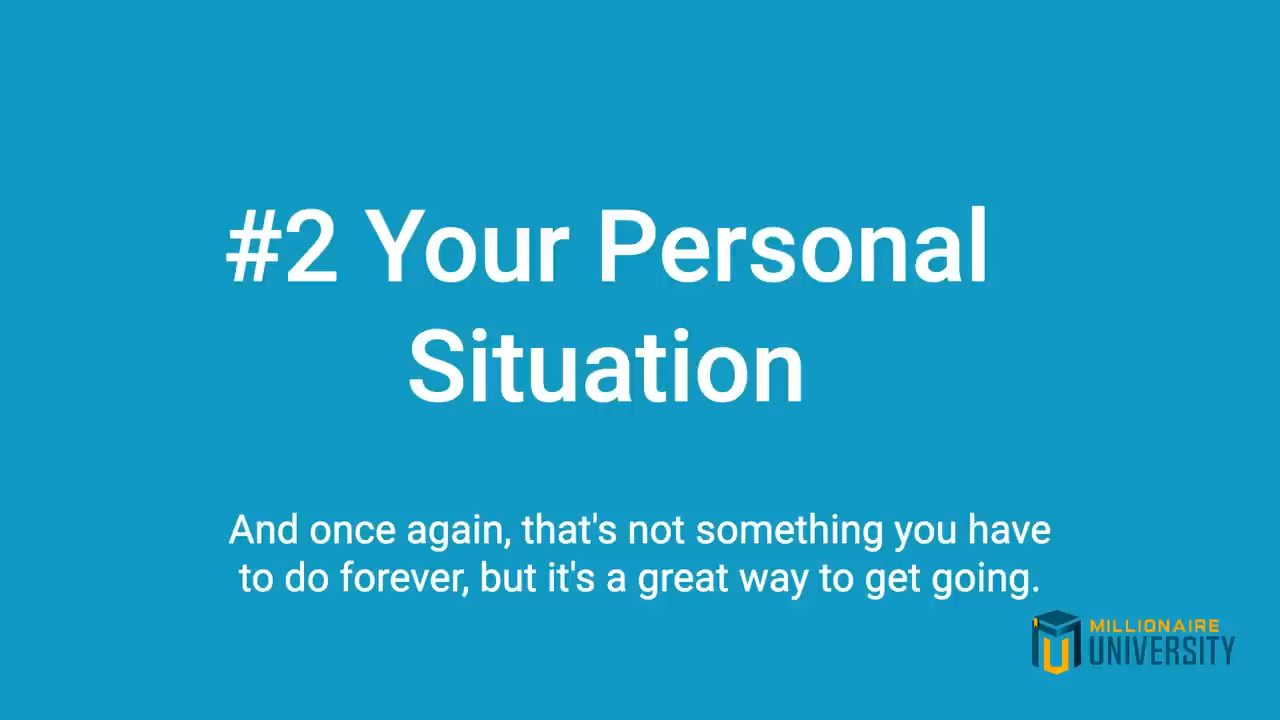 #2 Your Personal
Situation
And once again, that's not something you have
to do forever, but it's a great way to get going.
MILLIONAIRE
UNIVERSITY